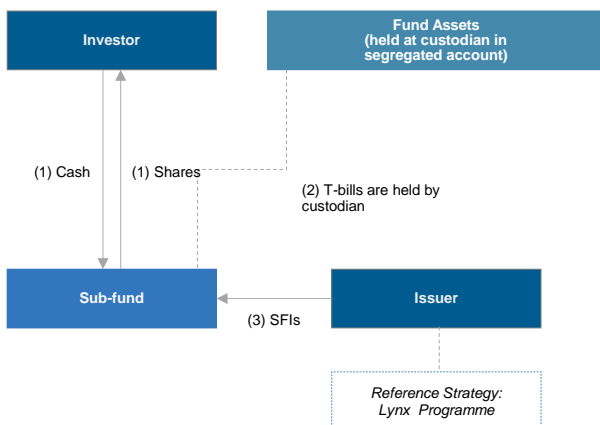 Investor
Fund Assets
(held at custodian in
segregated account)
(1) Cash
(1) Shares
(2) T-bills are held by
custodian
Sub-fund
Issuer
(3) SFIs
Reference Strategy:
Lynx Programme